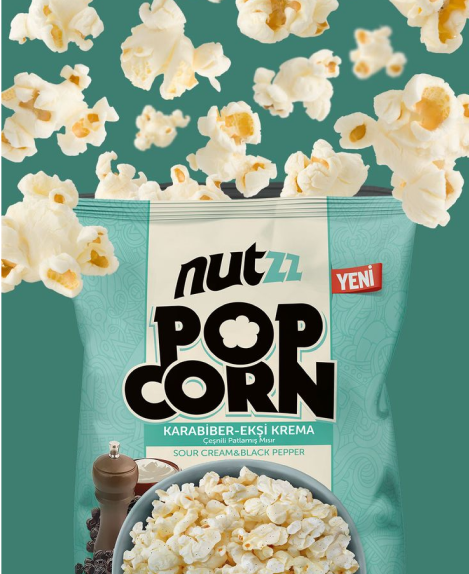 nutzz
YENİ
POP
CORN
KARABİBER-EKŞİ KREMA
Çeşnili Patlamış Mısır
SOUR CREAM&BLACK PEPPER